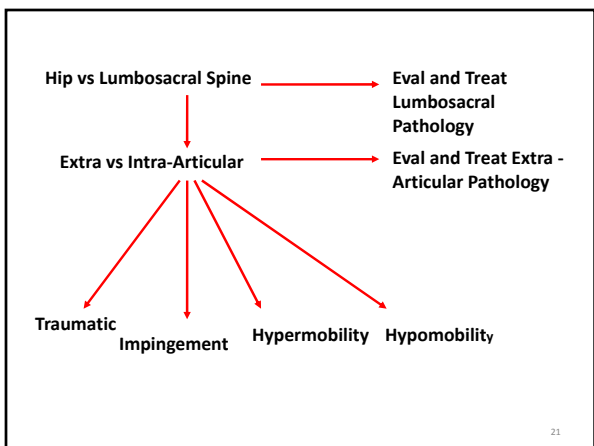 Hip vs Lumbosacral Spine
Eval and Treat
Lumbosacral
Pathology
Extra vs Intra-Articular
Eval and Treat Extra -
Articular Pathology
Traumatic
Impingement
Hypermobility
Hypomobility
21